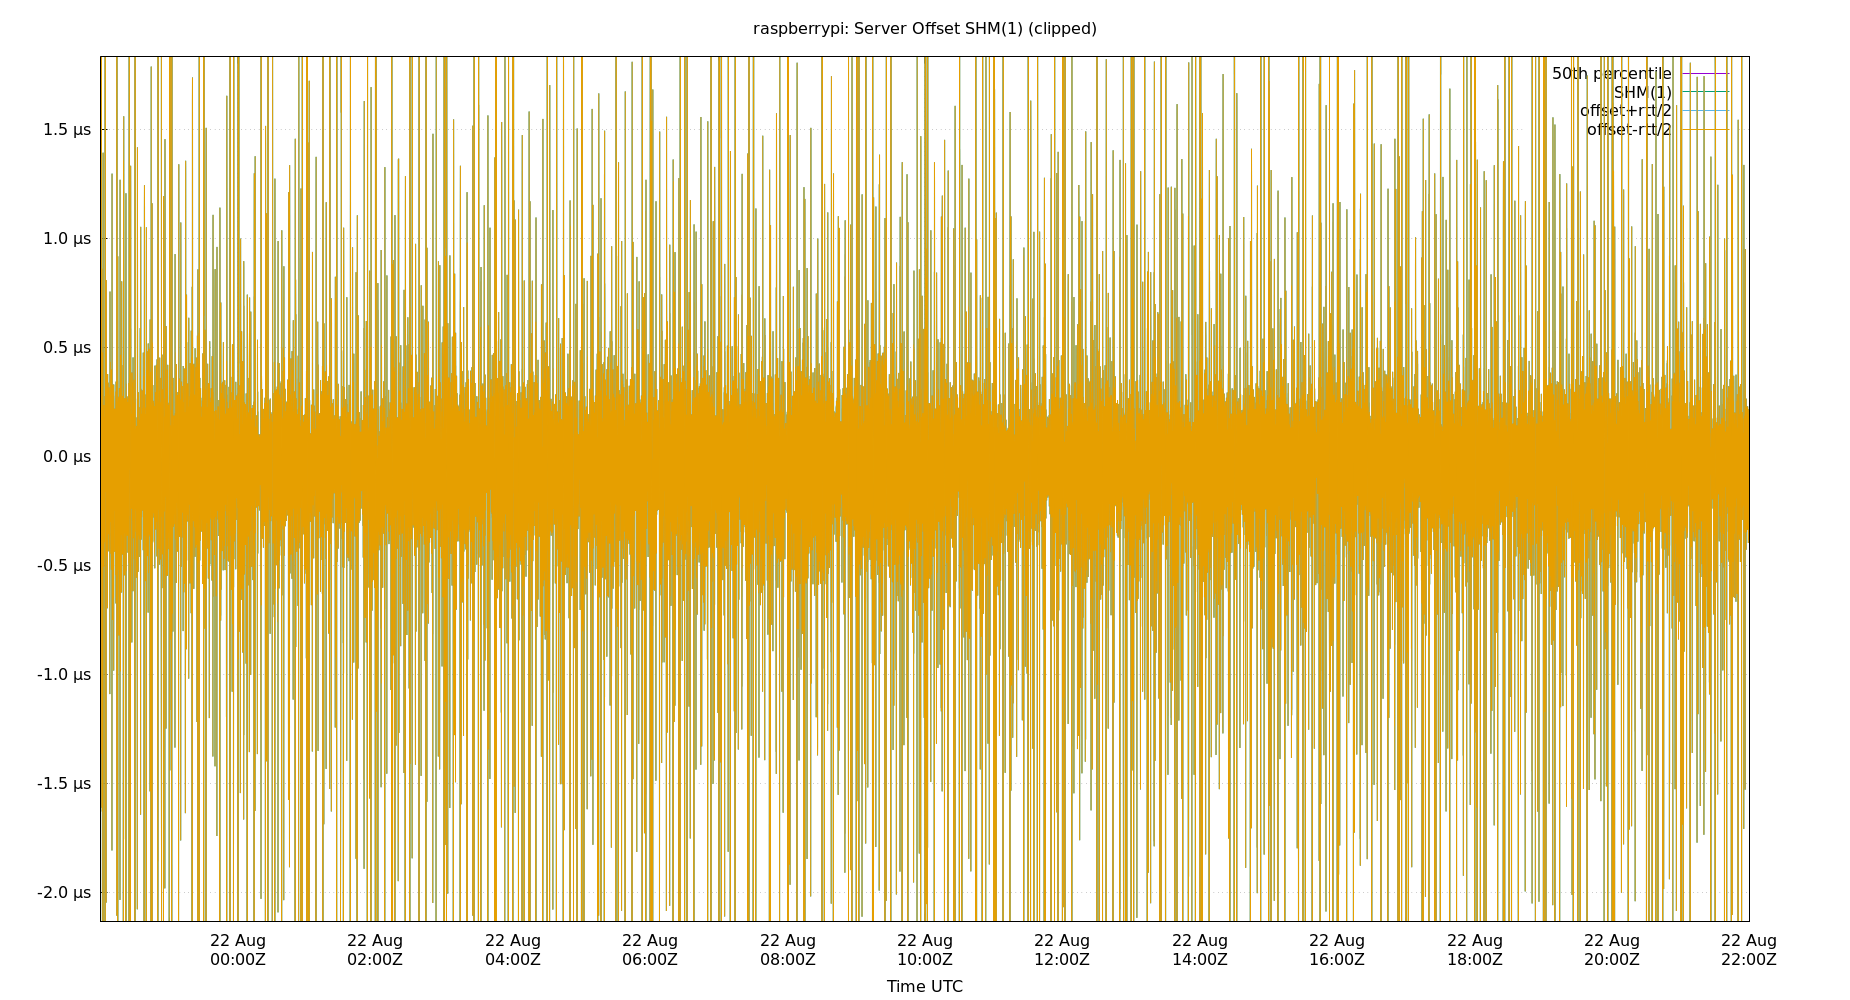 raspberrypi: Server Offset SHM(1) (clipped)
50th percentile
SHM(1)
offset+rtt/2
offset-rtt/2
1.5 µs
1.0 µs
0.5 µs
0.0 µs
-0.5 µs
-1.0 µs
-1.5 µs
-2.0 µs
22 Aug 22 Aug 22 Aug 22 Aug 22 Aug 22 Aug 22 Aug 22 Aug 22 Aug 22 Aug 22 Aug 22 Aug
00:00Z 02:00Z 04:00Z 06:00Z 08:00Z 10:00Z 12:00Z 14:00Z 16:00Z 18:00Z 20:00Z 22:00Z
Time UTC